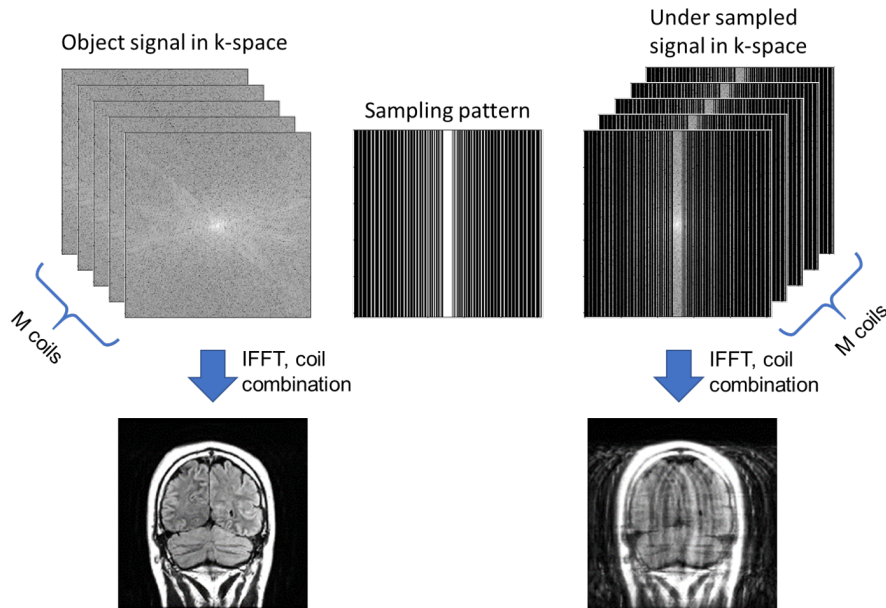 Object signal in k-space
Sampling pattern
Under sampled
signal in k-space
M coils
IFFT, coil
combination
IFFT, coil
combination
M coils